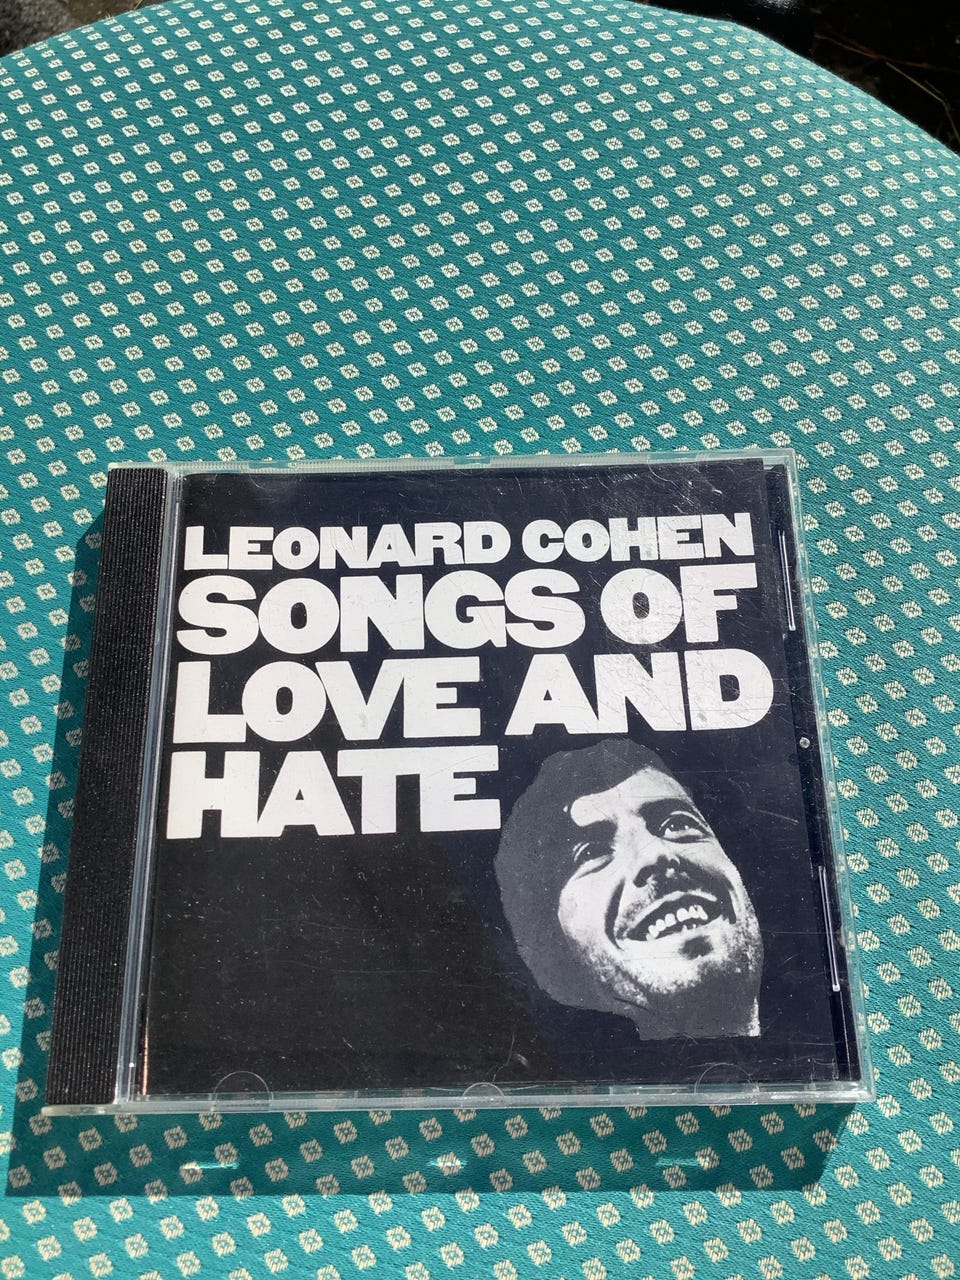 LEONARD COHEN
SONGS OF
LOVE AND
HATE